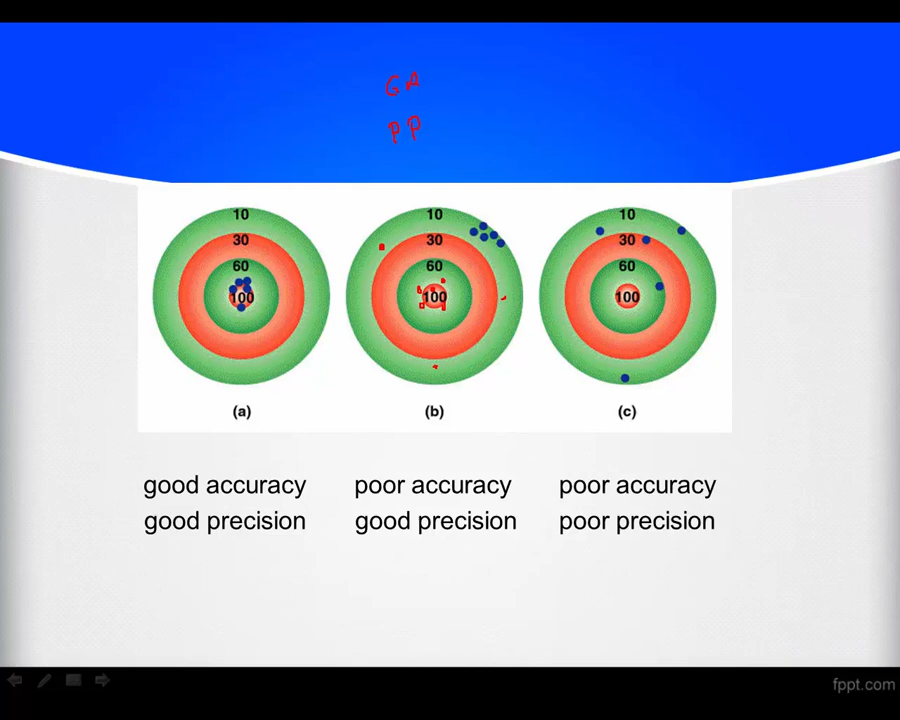 GA
PP
10 10 10
30 30 30
60 60 60
100 100 100
(a) (b) (c)
good accuracy poor accuracy poor accuracy
good precision good precision poor precision
fppt.com